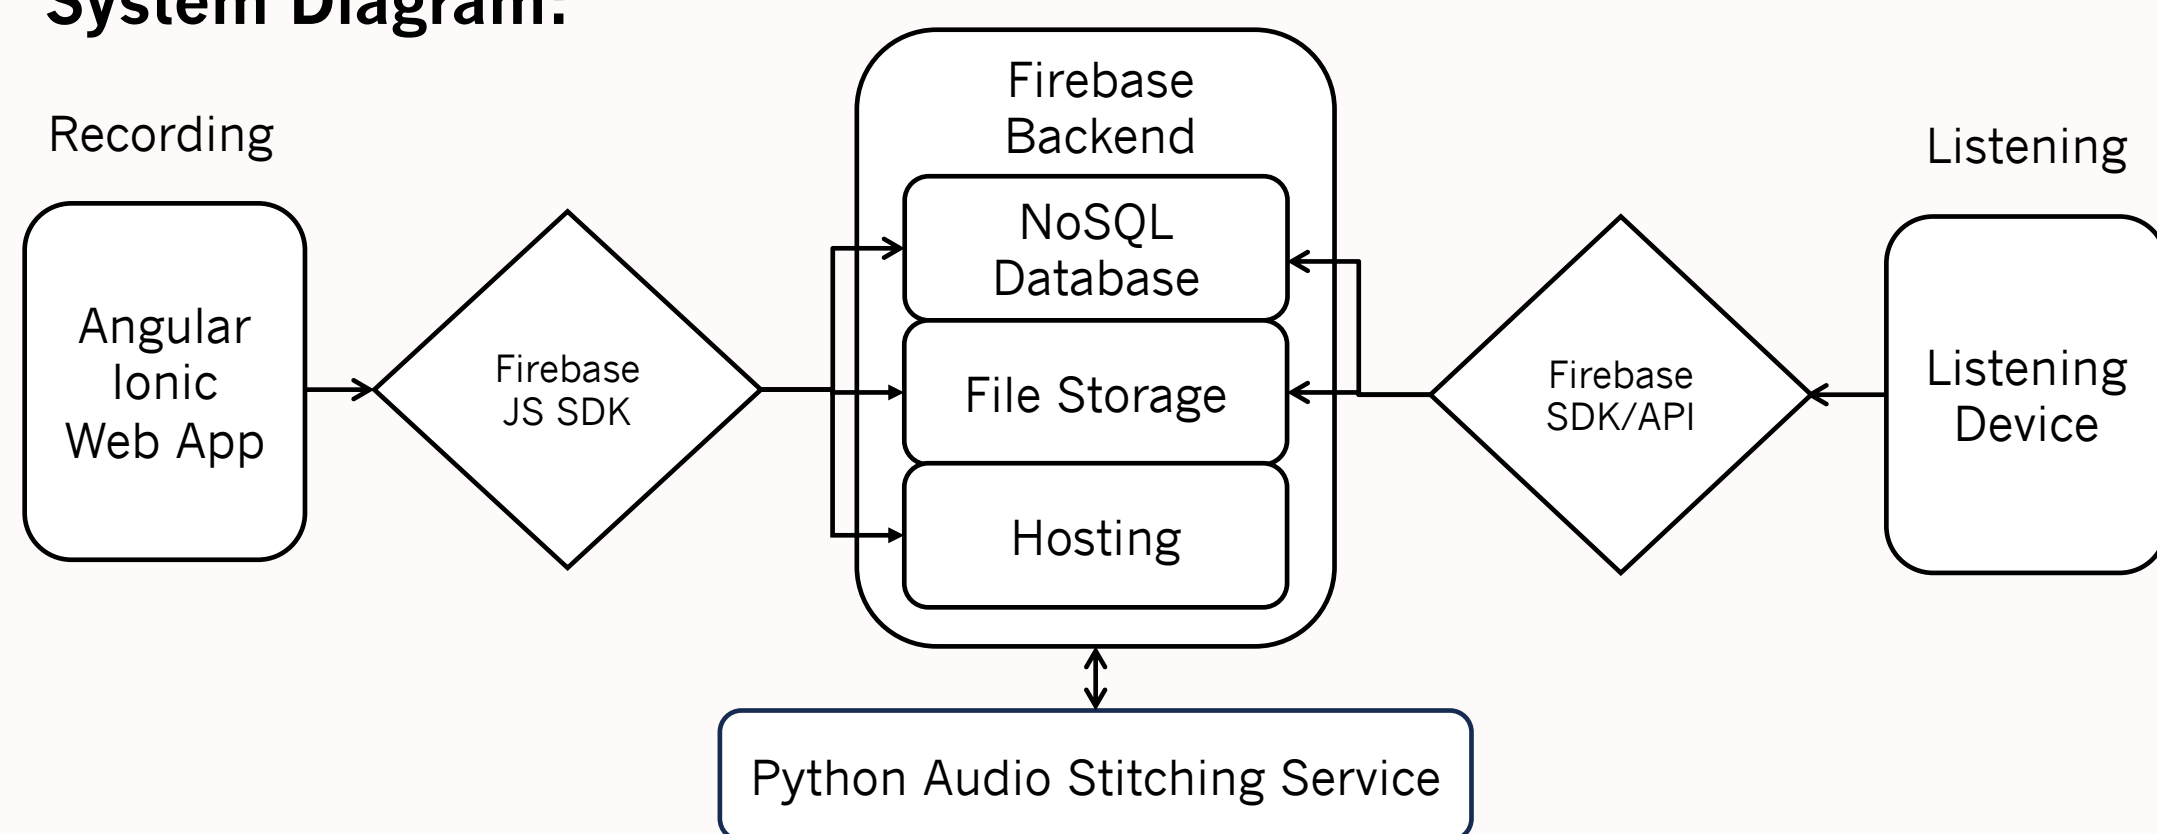 System Diagram:
Recording
Angular
Ionic
Web App
Firebase
JS SDK
Firebase
Backend
NoSQL
Database
File Storage
Hosting
Firebase
SDK/API
Listening
Listening
Device
Python Audio Stitching Service